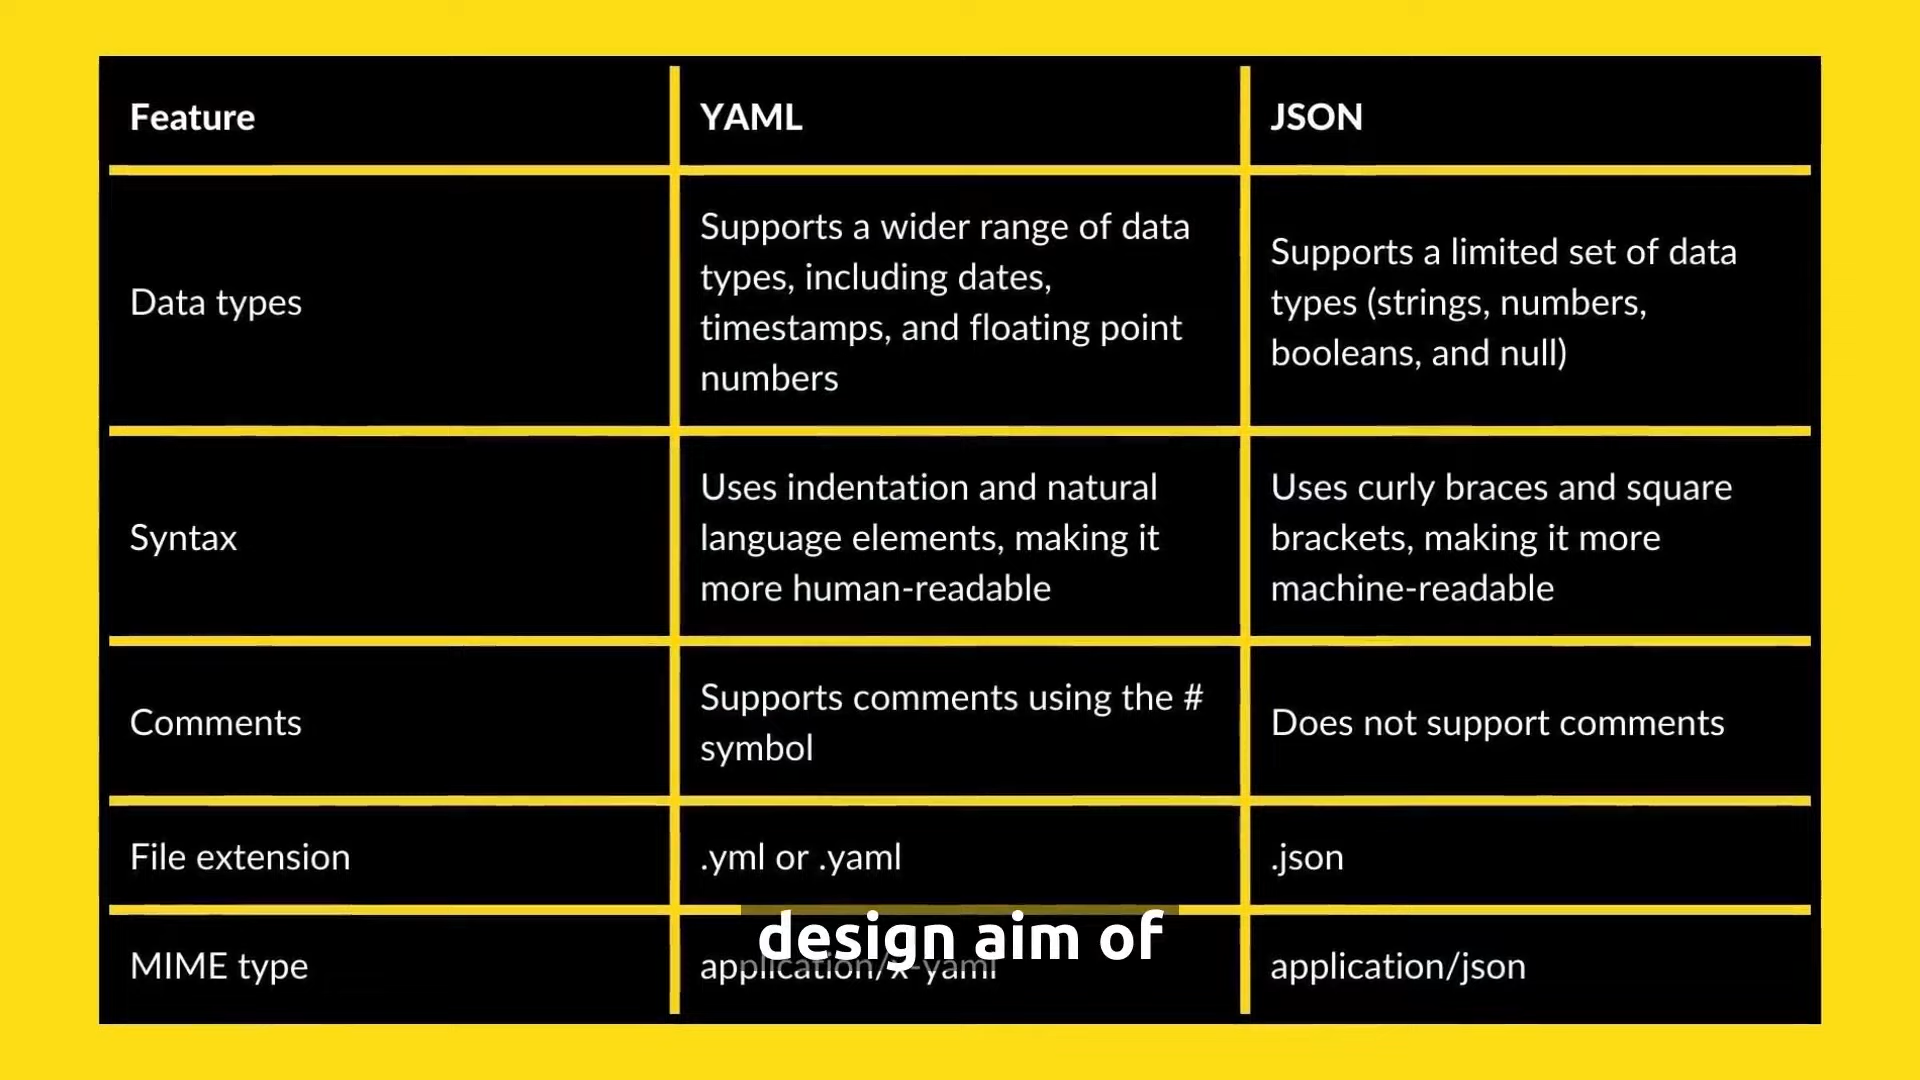 Feature
YAML
JSON
Data types
Supports a wider range of data
types, including dates,
timestamps, and floating point
numbers
Supports a limited set of data
types (strings, numbers,
booleans, and null)
Syntax
Uses indentation and natural
language elements, making it
more human-readable
Uses curly braces and square
brackets, making it more
machine-readable
Comments
Supports comments using the #
symbol
Does not support comments
File extension
.yml or .yaml
.json
MIME type
application/x-yaml
application/json
design aim of